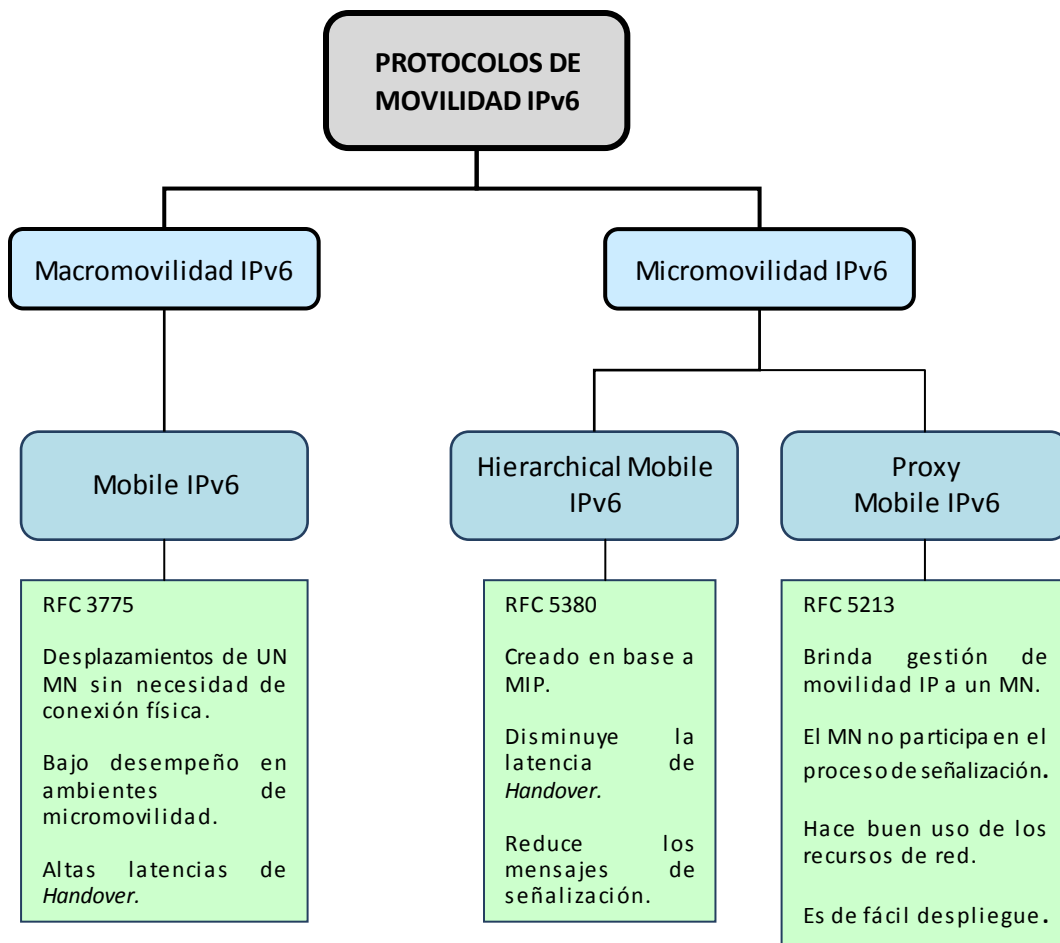 PROTOCOLOS DE
MOVILIDAD IPv6
Macromovilidad IPv6
Micromovilidad IPv6
Mobile IPv6
Hierarchical Mobile
IPv6
Proxy
Mobile IPv6
RFC 3775
Desplazamientos de UN
MN sin necesidad de
conexión física.
Bajo desempeño en
ambientes de
micromovilidad.
Altas latencias de
Handover.
RFC 5380
Creado en base a
MIP.
Disminuye la
latencia de
Handover.
Reduce los
mensajes de
señalización.
RFC 5213
Brinda gestión de
movilidad IP a un MN.
El MN no participa en el
proceso de señalización.
Hace buen uso de los
recursos de red.
Es de fácil despliegue.